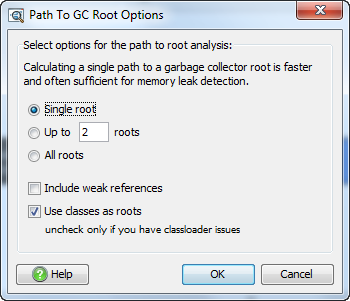 Path To GC Root Options
Select options for the path to root analysis:
Calculating a single path to a garbage collector root is faster
and often sufficient for memory leak detection.
Single root
Up to 2 roots
All roots
Include weak references
Use classes as roots
uncheck only if you have classloader issues
Help OK Cancel